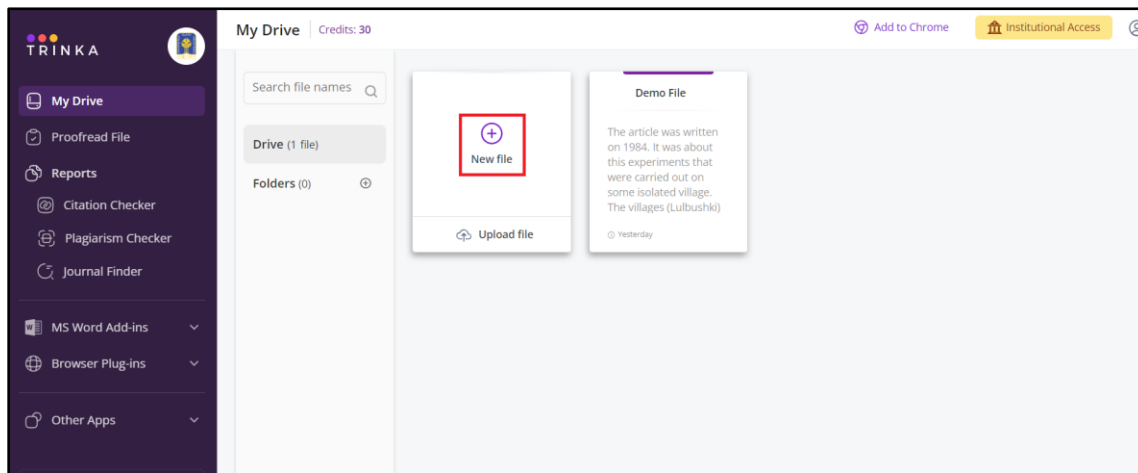 TRINKA
My Drive
Proofread File
Reports
Citation Checker
Plagiarism Checker
Journal Finder
MS Word Add-ins
Browser Plug-ins
Other Apps
My Drive
Credits: 30
Add to Chrome
Institutional Access
Search file names
Drive (1 file)
Folders (0)
New file
Upload file
Demo File
The article was written
on 1984. It was about
this experiments that
were carried out on
some isolated village.
The villages (Lulbushki)
Yesterday